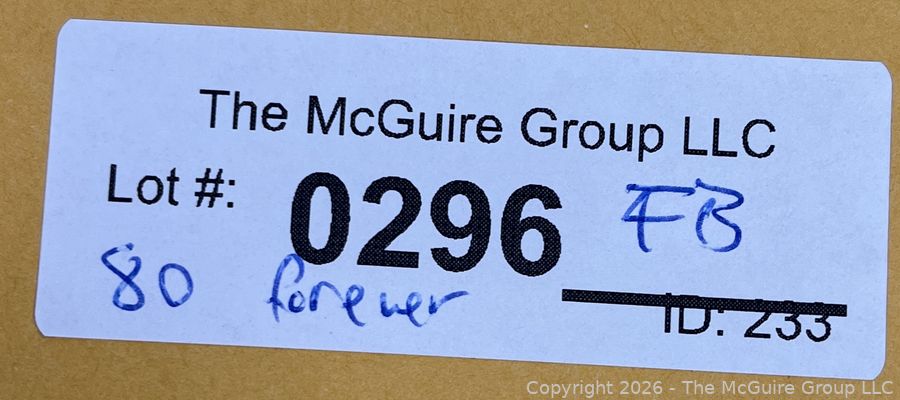 The McGuire Group LLC
Lot #: 0296 FB
80 forever
ID: 233
Copyright 2026 - The McGuire Group LLC